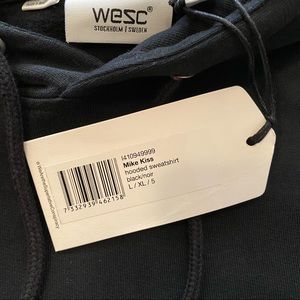 wesc
STOCKHOLM | SWEDEN
I410949999
Mike Kiss
hooded sweatshirt
black/noir
L / XL / 5
7 332939 462158